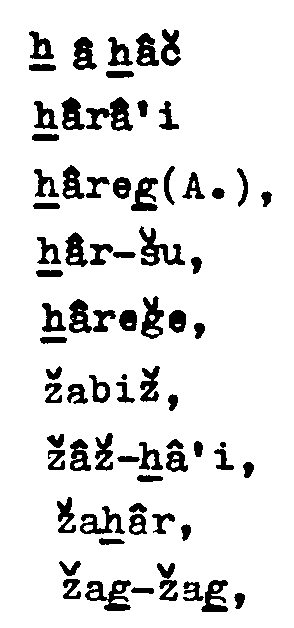 ẖ â ẖâč
ẖârâ'i
ẖâreg̱(A.),
ẖâr-šu,
ẖâreğe,
žabiž,
žâž-ẖâ'i,
žaẖâr,
žag̱-žag̱,